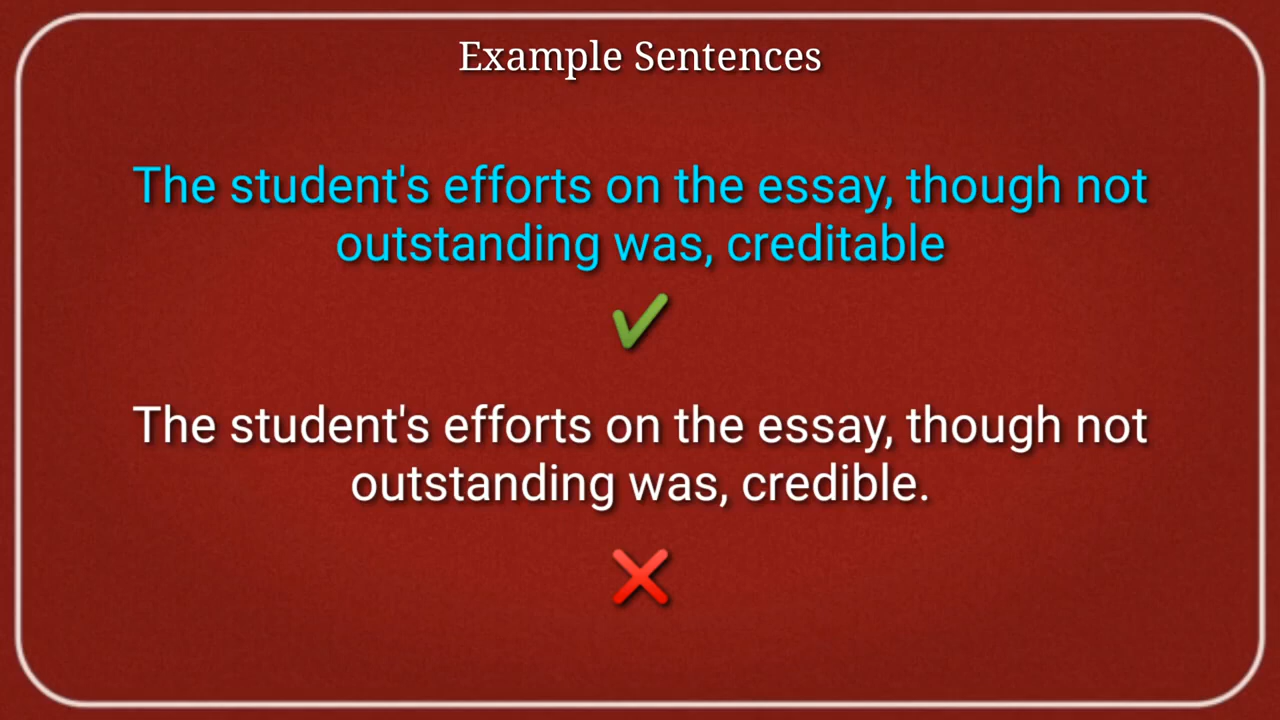 Example Sentences
The student's efforts on the essay, though not
outstanding was, creditable
The student's efforts on the essay, though not
outstanding was, credible.